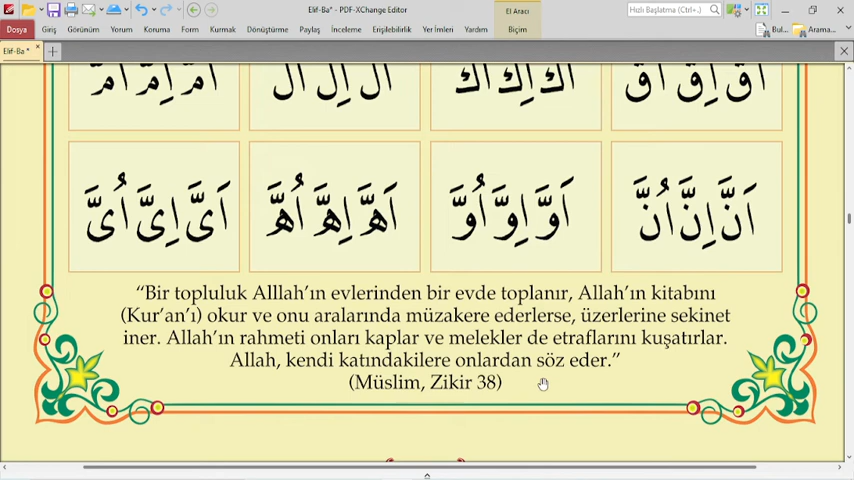 Elif-Ba* - PDF-XChange Editor
El Aracı
Hızlı Başlatma (Ctrl+.)
Dosya Giriş Görünüm Yorum Koruma Form Kurmak Dönüştürme Paylaş İnceleme Erişilebilirlik Yer İmleri Yardım Biçim Bul... Arama...
Elif-Ba *
اَقَّ اِقَّ اُقَّ اَكَّ اِكَّ اُكَّ اَلَّ اِلَّ اُلَّ اَمَّ اِمَّ اُمَّ
اَنَّ اِنَّ اُنَّ اَوَّ اِوَّ اُوَّ اَهَّ اِهَّ اُهَّ اَىَّ اِىَّ اُىَّ
“Bir topluluk Alllah’ın evlerinden bir evde toplanır, Allah’ın kitabını
(Kur’an’ı) okur ve onu aralarında müzakere ederlerse, üzerlerine sekinet
iner. Allah’ın rahmeti onları kaplar ve melekler de etraflarını kuşatırlar.
Allah, kendi katındakilere onlardan söz eder.”
(Müslim, Zikir 38)